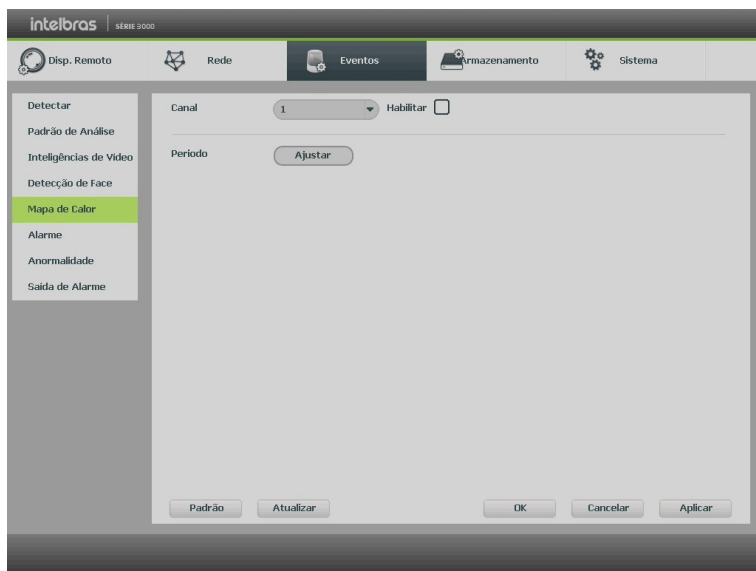 intelbras SÉRIE 3000
Disp. Remoto Rede Eventos Armazenamento Sistema
Detectar
Padrão de Análise
Inteligências de Vídeo
Detecção de Face
Mapa de Calor
Alarme
Anormalidade
Saída de Alarme
Canal 1 Habilitar
Período Ajustar
Padrão Atualizar OK Cancelar Aplicar